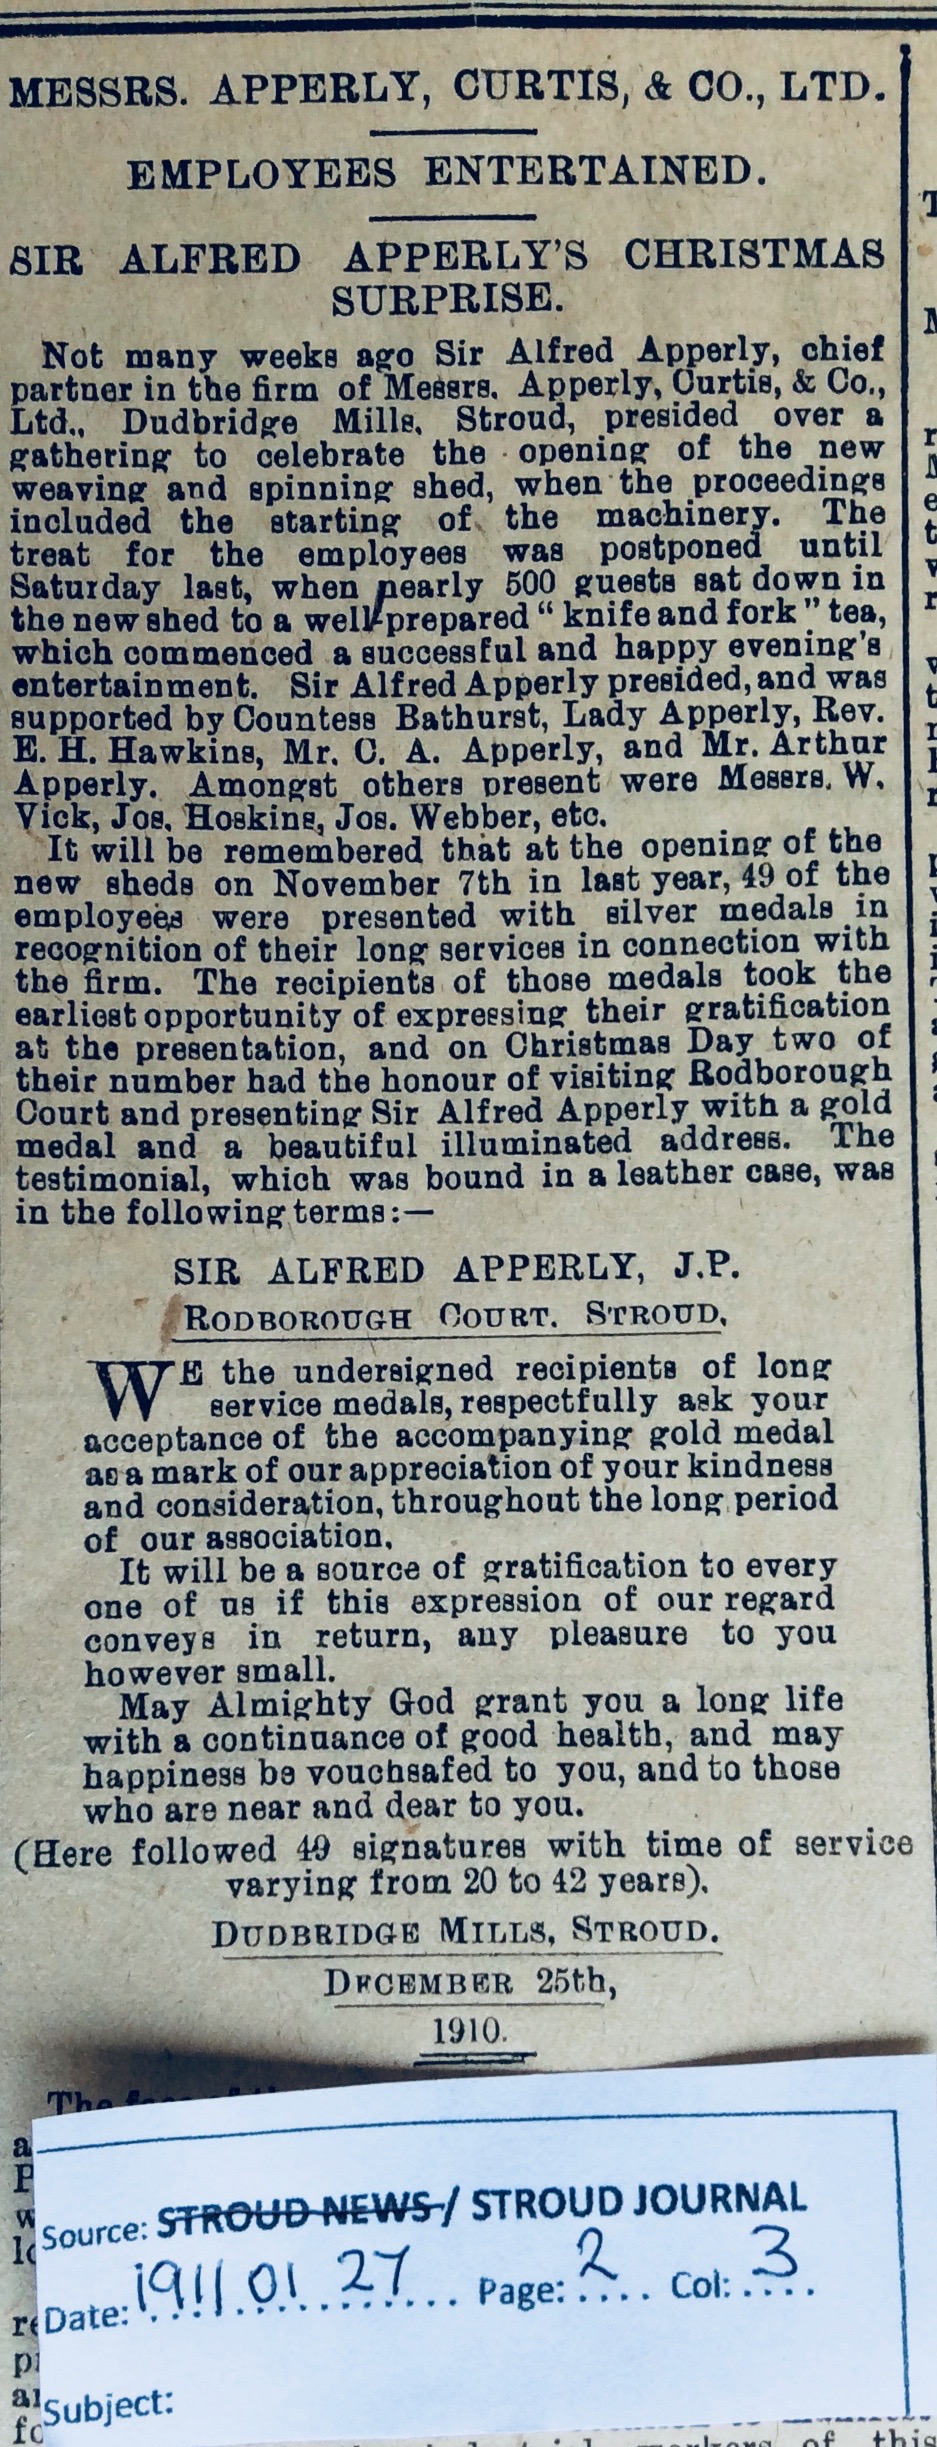 MESSRS. APPERLY, CURTIS, & CO., LTD.
EMPLOYEES ENTERTAINED.
SIR ALFRED APPERLY'S CHRISTMAS
SURPRISE.
Not many weeks ago Sir Alfred Apperly, chief
partner in the firm of Messrs. Apperly, Curtis, & Co.,
Ltd., Dudbridge Mills, Stroud, presided over a
gathering to celebrate the opening of the new
weaving and spinning shed, when the proceedings
included the starting of the machinery. The
treat for the employees was postponed until
Saturday last, when nearly 500 guests sat down in
the new shed to a well-prepared "knife and fork" tea,
which commenced a successful and happy evening's
entertainment. Sir Alfred Apperly presided, and was
supported by Countess Bathurst, Lady Apperly, Rev.
E. H. Hawkins, Mr. C. A. Apperly, and Mr. Arthur
Apperly. Amongst others present were Messrs. W.
Vick, Jos. Hoskins, Jos. Webber, etc.
It will be remembered that at the opening of the
new sheds on November 7th in last year, 49 of the
employees were presented with silver medals in
recognition of their long services in connection with
the firm. The recipients of those medals took the
earliest opportunity of expressing their gratification
at the presentation, and on Christmas Day two of
their number had the honour of visiting Rodborough
Court and presenting Sir Alfred Apperly with a gold
medal and a beautiful illuminated address. The
testimonial, which was bound in a leather case, was
in the following terms:—
SIR ALFRED APPERLY, J.P.
RODBOROUGH COURT, STROUD.
WE the undersigned recipients of long
service medals, respectfully ask your
acceptance of the accompanying gold medal
as a mark of our appreciation of your kindness
and consideration, throughout the long period
of our association.
It will be a source of gratification to every
one of us if this expression of our regard
conveys in return, any pleasure to you
however small.
May Almighty God grant you a long life
with a continuance of good health, and may
happiness be vouchsafed to you, and to those
who are near and dear to you.
(Here followed 49 signatures with time of service
varying from 20 to 42 years).
DUDBRIDGE MILLS, STROUD.
DECEMBER 25th,
1910.
The
Source: STROUD NEWS / STROUD JOURNAL
Date: 1911 01 27 Page: 2 Col: 3
Subject:
workers of this